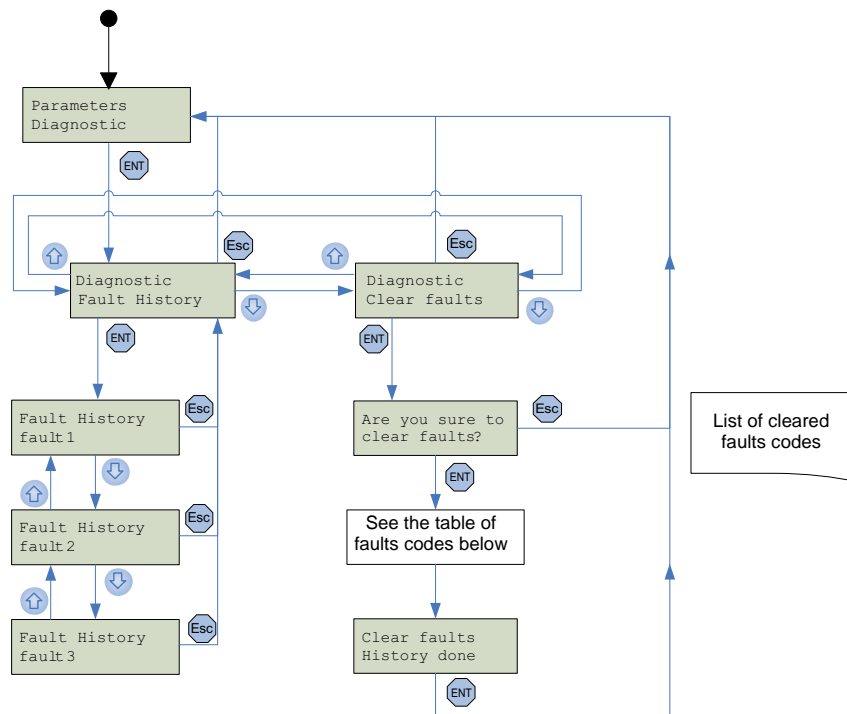 Parameters
Diagnostic
ENT
Esc
Esc
Diagnostic
Fault History
Diagnostic
Clear faults
ENT
ENT
Fault History
fault1
Esc
Are you sure to
clear faults?
Esc
List of cleared
faults codes
ENT
Fault History
fault2
Esc
See the table of
faults codes below
Fault History
fault3
Esc
Clear faults
History done
ENT